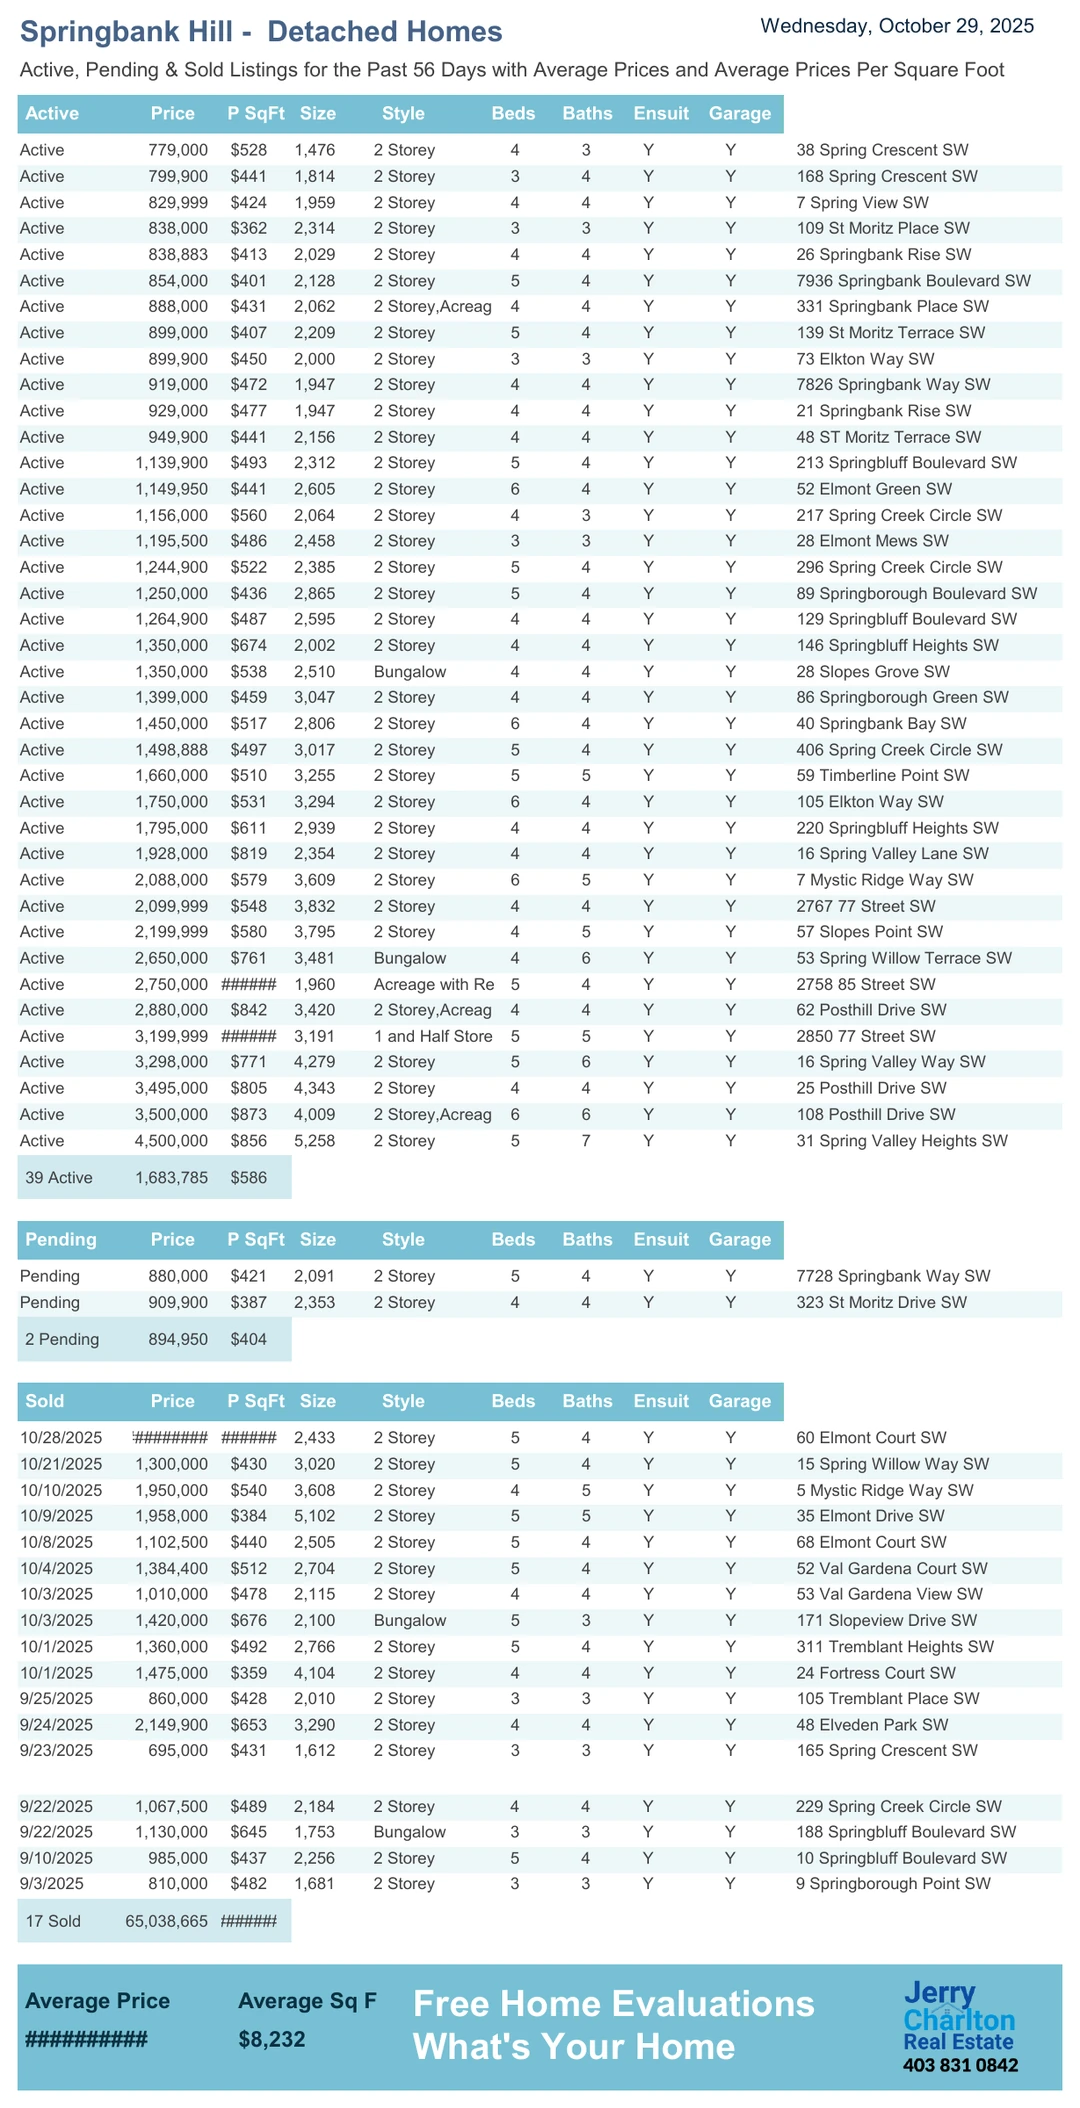 Springbank Hill -  Detached Homes Wednesday, October 29, 2025
Active, Pending & Sold Listings for the Past 56 Days with Average Prices and Average Prices Per Square Foot
Active Price P SqFt Size Style Beds Baths Ensuit Garage
Active 779,000 $528 1,476 2 Storey 4 3 Y Y 38 Spring Crescent SW
Active 799,900 $441 1,814 2 Storey 3 4 Y Y 168 Spring Crescent SW
Active 829,999 $424 1,959 2 Storey 4 4 Y Y 7 Spring View SW
Active 838,000 $362 2,314 2 Storey 3 3 Y Y 109 St Moritz Place SW
Active 838,883 $413 2,029 2 Storey 4 4 Y Y 26 Springbank Rise SW
Active 854,000 $401 2,128 2 Storey 5 4 Y Y 7936 Springbank Boulevard SW
Active 888,000 $431 2,062 2 Storey,Acreag 4 4 Y Y 331 Springbank Place SW
Active 899,000 $407 2,209 2 Storey 5 4 Y Y 139 St Moritz Terrace SW
Active 899,900 $450 2,000 2 Storey 3 3 Y Y 73 Elkton Way SW
Active 919,000 $472 1,947 2 Storey 4 4 Y Y 7826 Springbank Way SW
Active 929,000 $477 1,947 2 Storey 4 4 Y Y 21 Springbank Rise SW
Active 949,900 $441 2,156 2 Storey 4 4 Y Y 48 ST Moritz Terrace SW
Active 1,139,900 $493 2,312 2 Storey 5 4 Y Y 213 Springbluff Boulevard SW
Active 1,149,950 $441 2,605 2 Storey 6 4 Y Y 52 Elmont Green SW
Active 1,156,000 $560 2,064 2 Storey 4 3 Y Y 217 Spring Creek Circle SW
Active 1,195,500 $486 2,458 2 Storey 3 3 Y Y 28 Elmont Mews SW
Active 1,244,900 $522 2,385 2 Storey 5 4 Y Y 296 Spring Creek Circle SW
Active 1,250,000 $436 2,865 2 Storey 5 4 Y Y 89 Springborough Boulevard SW
Active 1,264,900 $487 2,595 2 Storey 4 4 Y Y 129 Springbluff Boulevard SW
Active 1,350,000 $674 2,002 2 Storey 4 4 Y Y 146 Springbluff Heights SW
Active 1,350,000 $538 2,510 Bungalow 4 4 Y Y 28 Slopes Grove SW
Active 1,399,000 $459 3,047 2 Storey 4 4 Y Y 86 Springborough Green SW
Active 1,450,000 $517 2,806 2 Storey 6 4 Y Y 40 Springbank Bay SW
Active 1,498,888 $497 3,017 2 Storey 5 4 Y Y 406 Spring Creek Circle SW
Active 1,660,000 $510 3,255 2 Storey 5 5 Y Y 59 Timberline Point SW
Active 1,750,000 $531 3,294 2 Storey 6 4 Y Y 105 Elkton Way SW
Active 1,795,000 $611 2,939 2 Storey 4 4 Y Y 220 Springbluff Heights SW
Active 1,928,000 $819 2,354 2 Storey 4 4 Y Y 16 Spring Valley Lane SW
Active 2,088,000 $579 3,609 2 Storey 6 5 Y Y 7 Mystic Ridge Way SW
Active 2,099,999 $548 3,832 2 Storey 4 4 Y Y 2767 77 Street SW
Active 2,199,999 $580 3,795 2 Storey 4 5 Y Y 57 Slopes Point SW
Active 2,650,000 $761 3,481 Bungalow 4 6 Y Y 53 Spring Willow Terrace SW
Active 2,750,000 ###### 1,960 Acreage with Re 5 4 Y Y 2758 85 Street SW
Active 2,880,000 $842 3,420 2 Storey,Acreag 4 4 Y Y 62 Posthill Drive SW
Active 3,199,999 ###### 3,191 1 and Half Store 5 5 Y Y 2850 77 Street SW
Active 3,298,000 $771 4,279 2 Storey 5 6 Y Y 16 Spring Valley Way SW
Active 3,495,000 $805 4,343 2 Storey 4 4 Y Y 25 Posthill Drive SW
Active 3,500,000 $873 4,009 2 Storey,Acreag 6 6 Y Y 108 Posthill Drive SW
Active 4,500,000 $856 5,258 2 Storey 5 7 Y Y 31 Spring Valley Heights SW
39 Active 1,683,785 $586
Pending Price P SqFt Size Style Beds Baths Ensuit Garage
Pending 880,000 $421 2,091 2 Storey 5 4 Y Y 7728 Springbank Way SW
Pending 909,900 $387 2,353 2 Storey 4 4 Y Y 323 St Moritz Drive SW
2 Pending 894,950 $404
Sold Price P SqFt Size Style Beds Baths Ensuit Garage
10/28/2025 ######## ###### 2,433 2 Storey 5 4 Y Y 60 Elmont Court SW
10/21/2025 1,300,000 $430 3,020 2 Storey 5 4 Y Y 15 Spring Willow Way SW
10/10/2025 1,950,000 $540 3,608 2 Storey 4 5 Y Y 5 Mystic Ridge Way SW
10/9/2025 1,958,000 $384 5,102 2 Storey 5 5 Y Y 35 Elmont Drive SW
10/8/2025 1,102,500 $440 2,505 2 Storey 5 4 Y Y 68 Elmont Court SW
10/4/2025 1,384,400 $512 2,704 2 Storey 5 4 Y Y 52 Val Gardena Court SW
10/3/2025 1,010,000 $478 2,115 2 Storey 4 4 Y Y 53 Val Gardena View SW
10/3/2025 1,420,000 $676 2,100 Bungalow 5 3 Y Y 171 Slopeview Drive SW
10/1/2025 1,360,000 $492 2,766 2 Storey 5 4 Y Y 311 Tremblant Heights SW
10/1/2025 1,475,000 $359 4,104 2 Storey 4 4 Y Y 24 Fortress Court SW
9/25/2025 860,000 $428 2,010 2 Storey 3 3 Y Y 105 Tremblant Place SW
9/24/2025 2,149,900 $653 3,290 2 Storey 4 4 Y Y 48 Elveden Park SW
9/23/2025 695,000 $431 1,612 2 Storey 3 3 Y Y 165 Spring Crescent SW
9/22/2025 1,067,500 $489 2,184 2 Storey 4 4 Y Y 229 Spring Creek Circle SW
9/22/2025 1,130,000 $645 1,753 Bungalow 3 3 Y Y 188 Springbluff Boulevard SW
9/10/2025 985,000 $437 2,256 2 Storey 5 4 Y Y 10 Springbluff Boulevard SW
9/3/2025 810,000 $482 1,681 2 Storey 3 3 Y Y 9 Springborough Point SW
17 Sold 65,038,665 ######
Average Price Average Sq F
########## $8,232
Free Home Evaluations
What's Your Home
Jerry
Charlton
Real Estate
403 831 0842